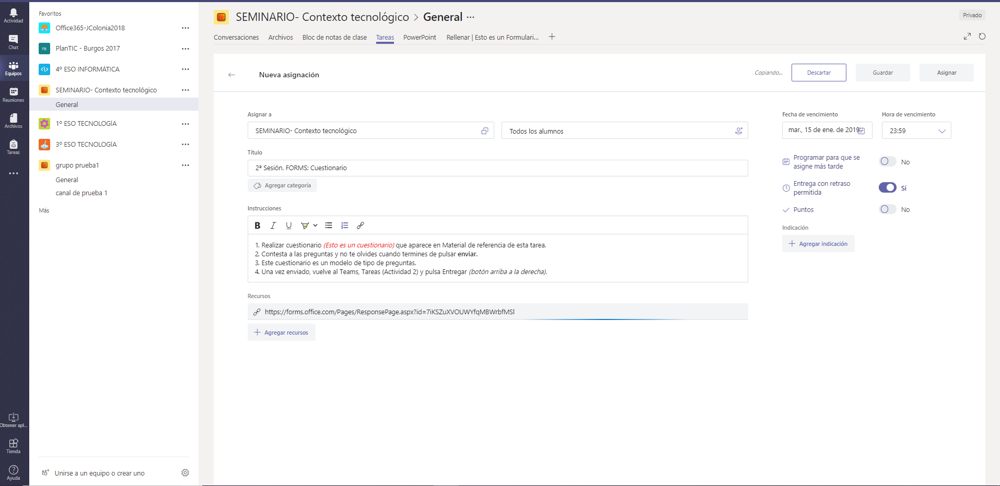 Actividad
Chat
Equipos
Reuniones
Archivos
Tareas
Obtener apl...
Tienda
Ayuda
Favoritos
Office365-JColonia2018
PB PlanTIC - Burgos 2017
4º ESO INFORMÀTICA
SEMINARIO- Contexto tecnológico
General
1º ESO TECNOLOGÍA
3º ESO TECNOLOGÍA
grupo prueba1
General
canal de prueba 1
Más
Unirse a un equipo o crear uno
SEMINARIO- Contexto tecnológico > General ...
Privado
Conversaciones Archivos Bloc de notas de clase Tareas PowerPoint Rellenar | Esto es un Formulari... +
Nueva asignación
Copiando... Descartar Guardar Asignar
Asignar a
SEMINARIO- Contexto tecnológico
Todos los alumnos
Título
2ª Sesión. FORMS: Cuestionario
Agregar categoría
Instrucciones
B I U
1. Realizar cuestionario (Esto es un cuestionario) que aparece en Material de referencia de esta tarea.
2. Contesta a las preguntas y no te olvides cuando termines de pulsar enviar.
3. Este cuestionario es un modelo de tipo de preguntas.
4. Una vez enviado, vuelve al Teams, Tareas (Actividad 2) y pulsa Entregar (botón arriba a la derecha).
Recursos
https://forms.office.com/Pages/ResponsePage.aspx?id=7iKSZuXVOUWYfqMBWrbfMSl
+ Agregar recursos
Fecha de vencimiento
mar., 15 de ene. de 2019
Hora de vencimiento
23:59
Programar para que se
asigne más tarde
No
Entrega con retraso
permitida
Sí
Puntos
No
Indicación
+ Agregar indicación